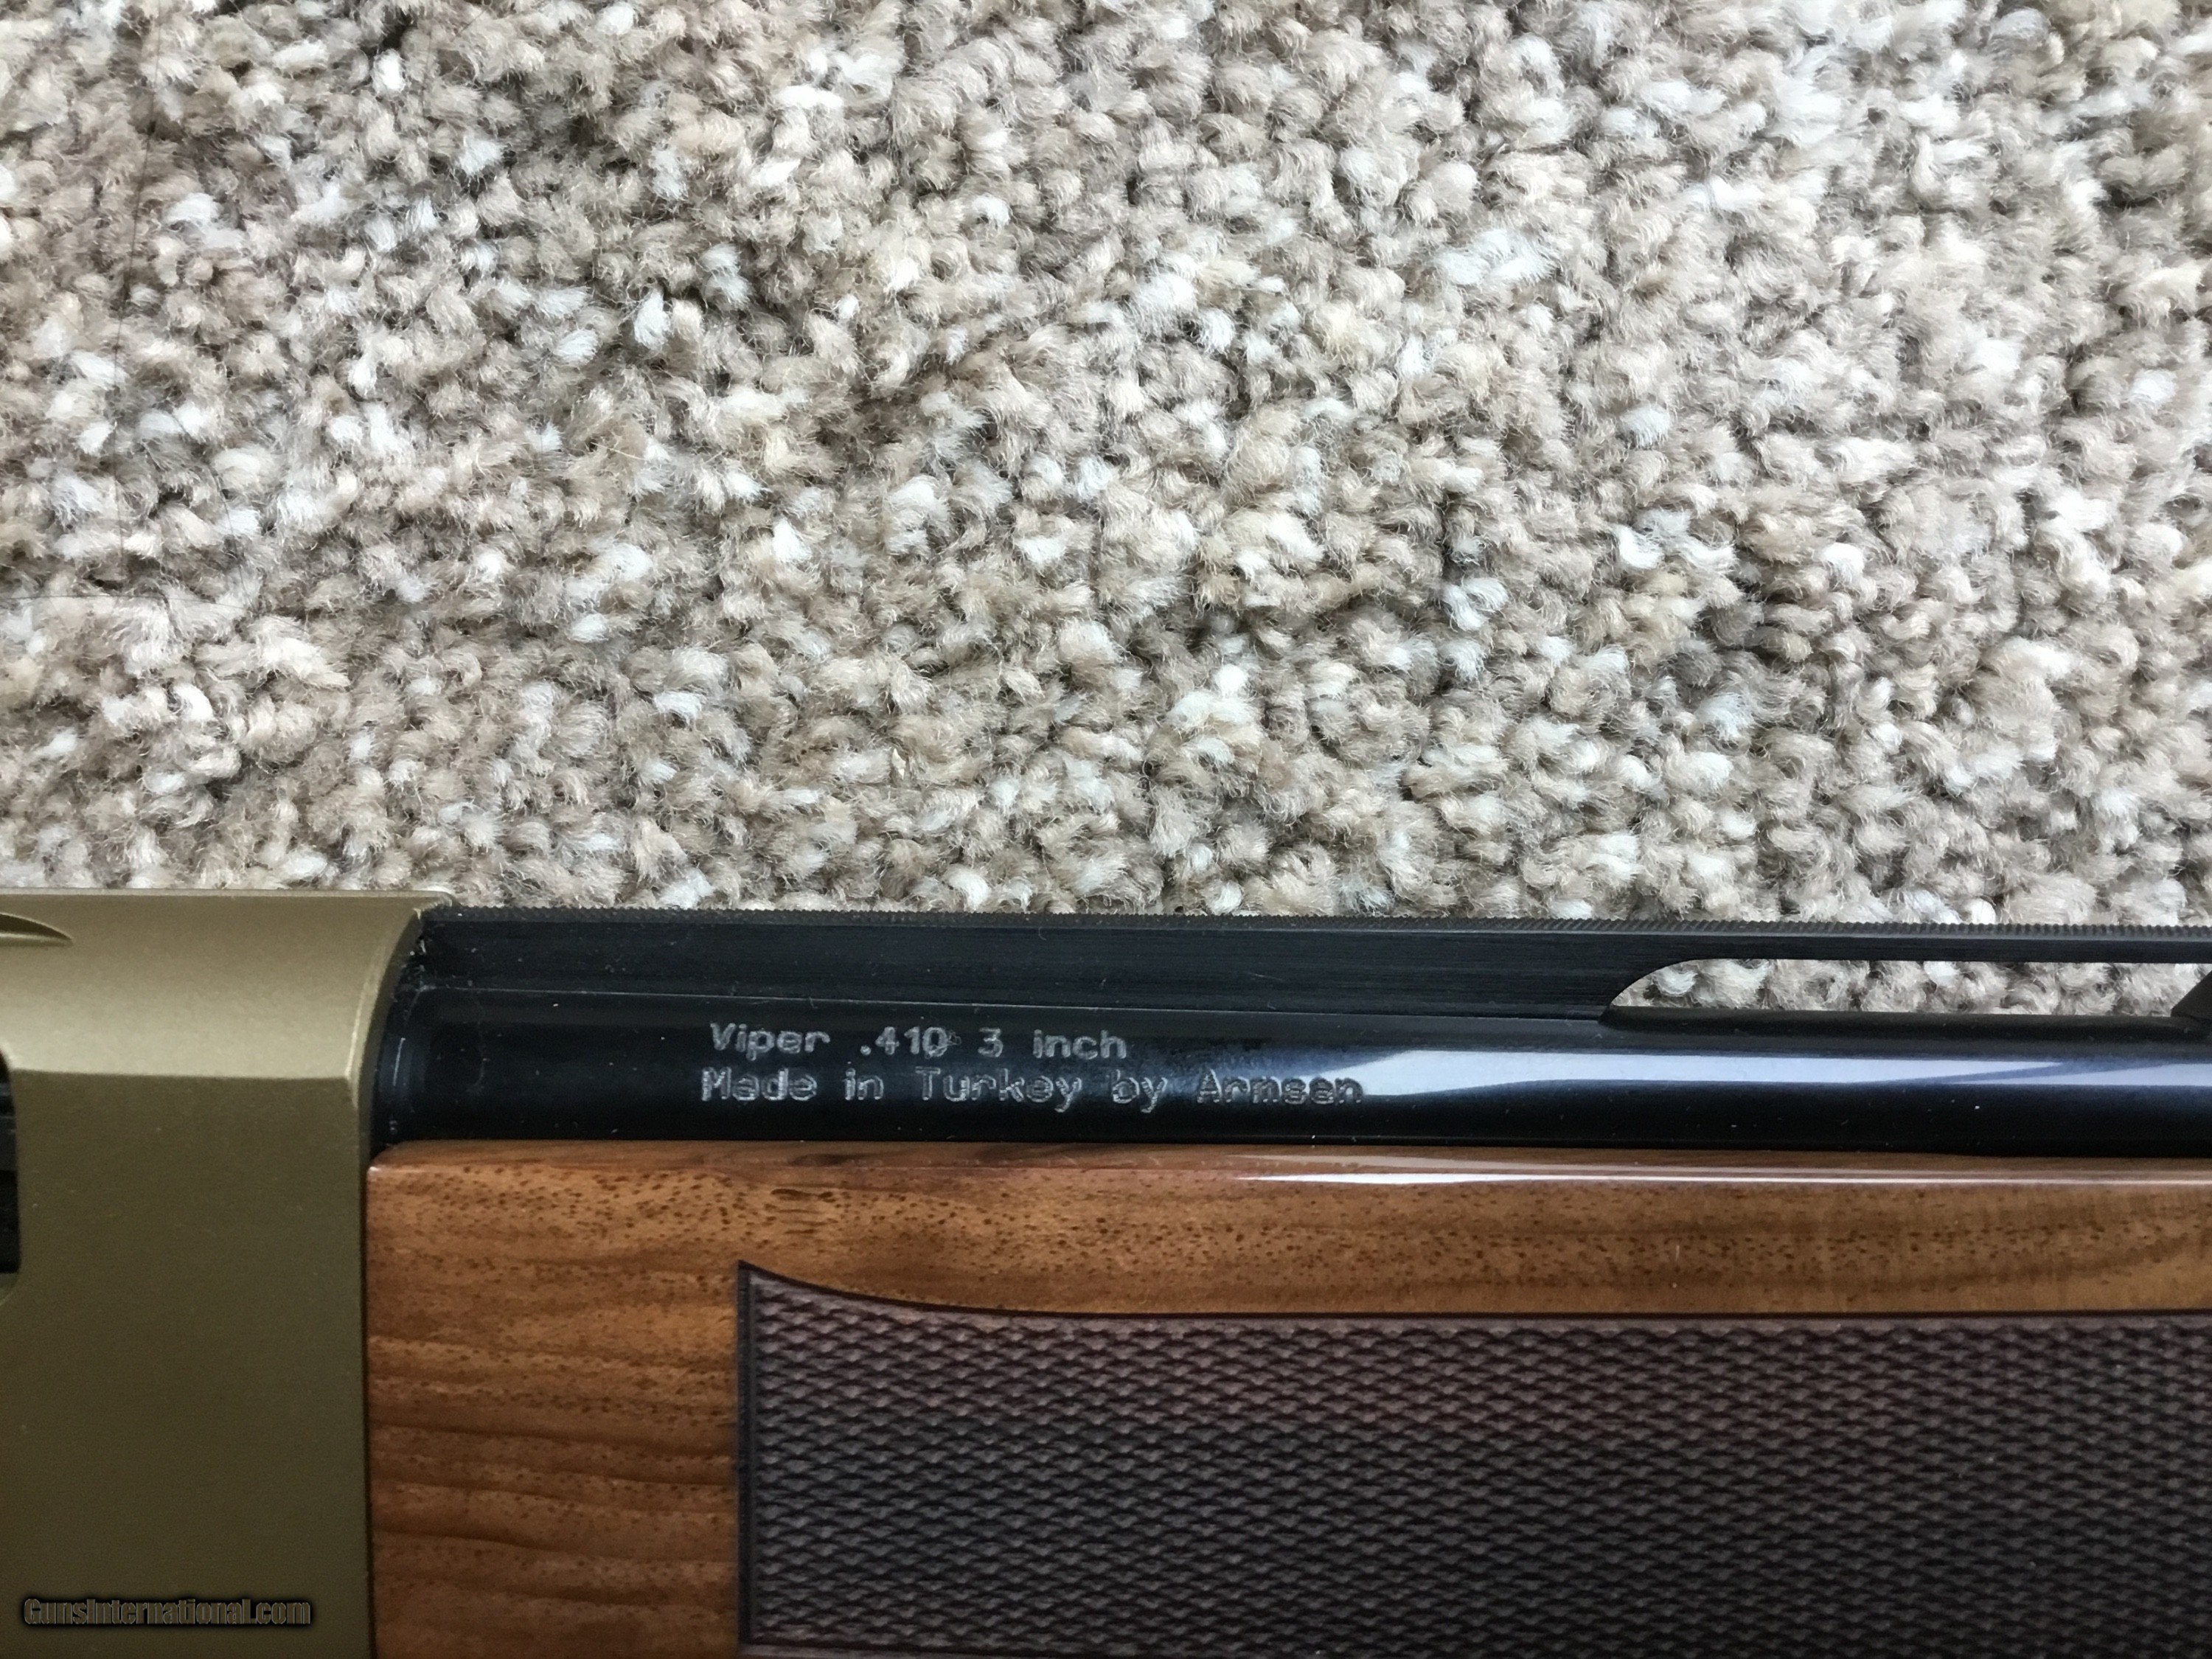 Viper .410 3 inch
Made in Turkey by Armsan
GunsInternational.com